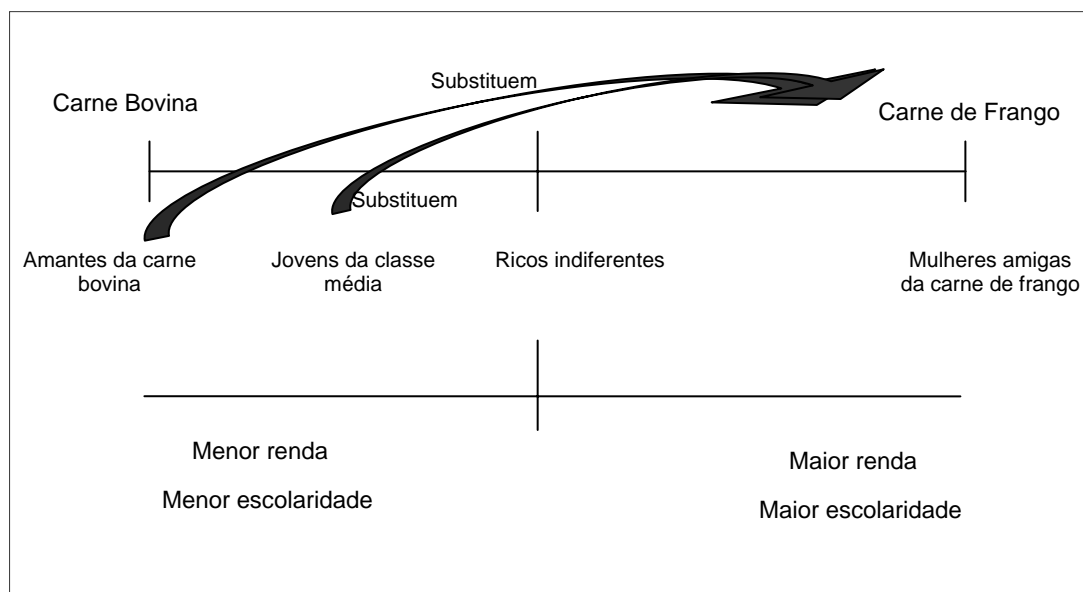 Substituem
Carne Bovina
Carne de Frango
Substituem
Amantes da carne
bovina
Jovens da classe
média
Ricos indiferentes
Mulheres amigas
da carne de frango
Menor renda
Menor escolaridade
Maior renda
Maior escolaridade